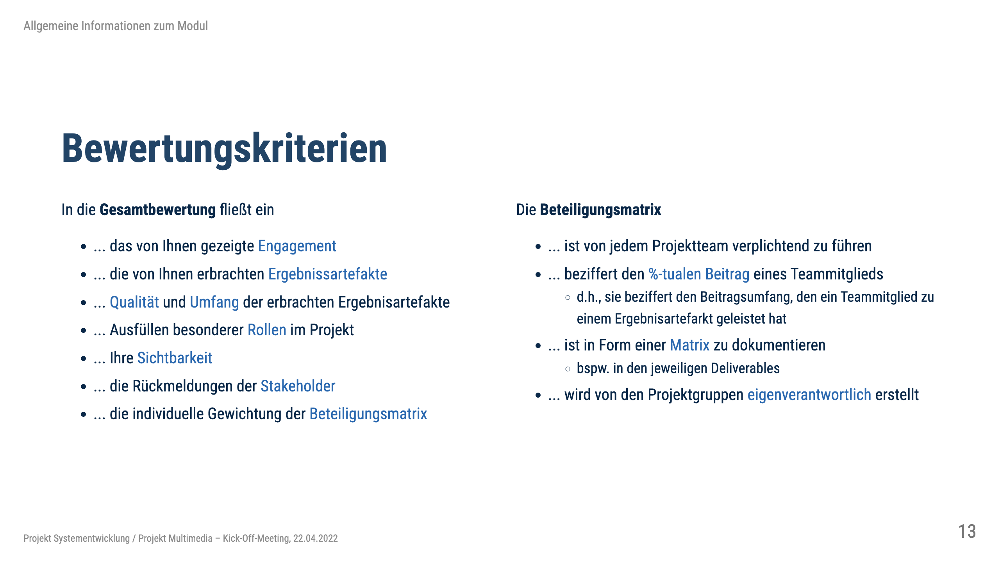 Allgemeine Informationen zum Modul
Bewertungskriterien
In die Gesamtbewertung fließt ein
• ... das von Ihnen gezeigte Engagement
• ... die von Ihnen erbrachten Ergebnissartefakte
• ... Qualität und Umfang der erbrachten Ergebnisartefakte
• ... Ausfüllen besonderer Rollen im Projekt
• ... Ihre Sichtbarkeit
• ... die Rückmeldungen der Stakeholder
• ... die individuelle Gewichtung der Beteiligungsmatrix
Die Beteiligungsmatrix
• ... ist von jedem Projektteam verplichtend zu führen
• ... beziffert den %-tualen Beitrag eines Teammitglieds
◦ d.h., sie beziffert den Beitragsumfang, den ein Teammitglied zu
einem Ergebnisartefarkt geleistet hat
• ... ist in Form einer Matrix zu dokumentieren
◦ bspw. in den jeweiligen Deliverables
• ... wird von den Projektgruppen eigenverantwortlich erstellt
Projekt Systementwicklung / Projekt Multimedia – Kick-Off-Meeting, 22.04.2022
13